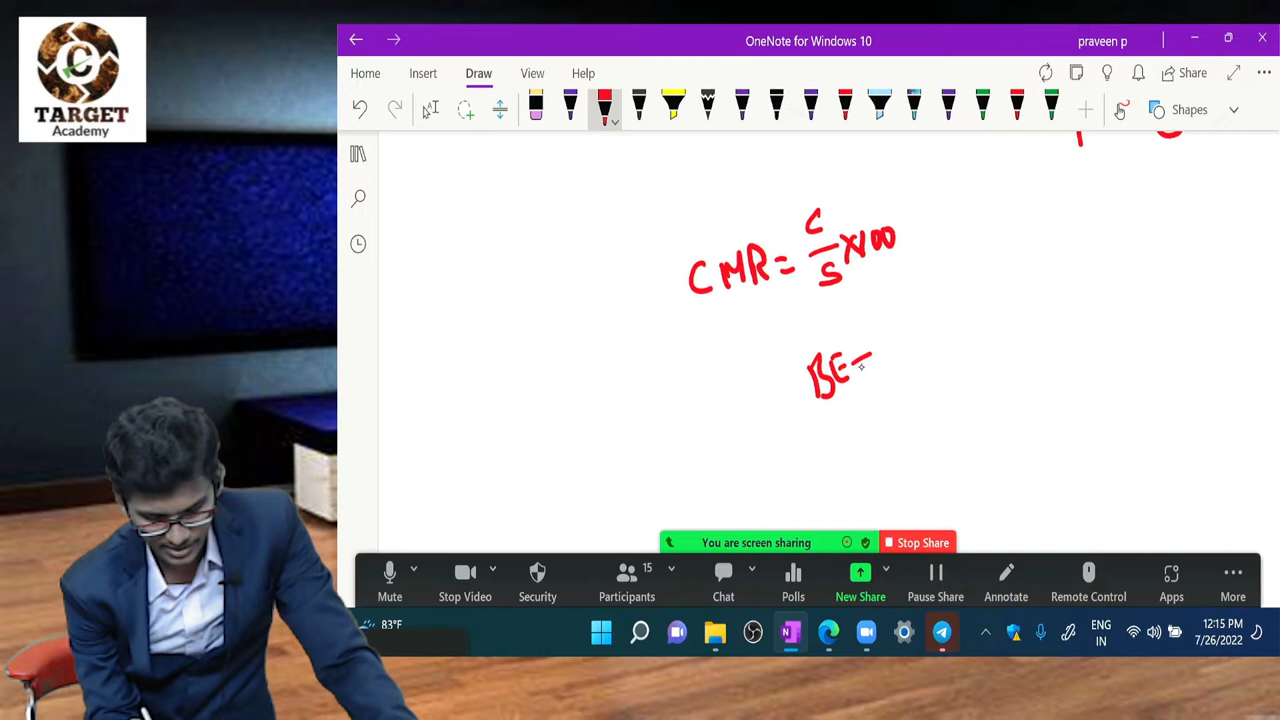 C
TARGET
Academy
OneNote for Windows 10
praveen p
Home
Insert
Draw
View
Help
Share
Shapes
CMR = C/S × 100
BE
You are screen sharing
Stop Share
Mute
Stop Video
Security
15
Participants
Chat
Polls
New Share
Pause Share
Annotate
Remote Control
Apps
More
83°F
ENG
IN
12:15 PM
7/26/2022